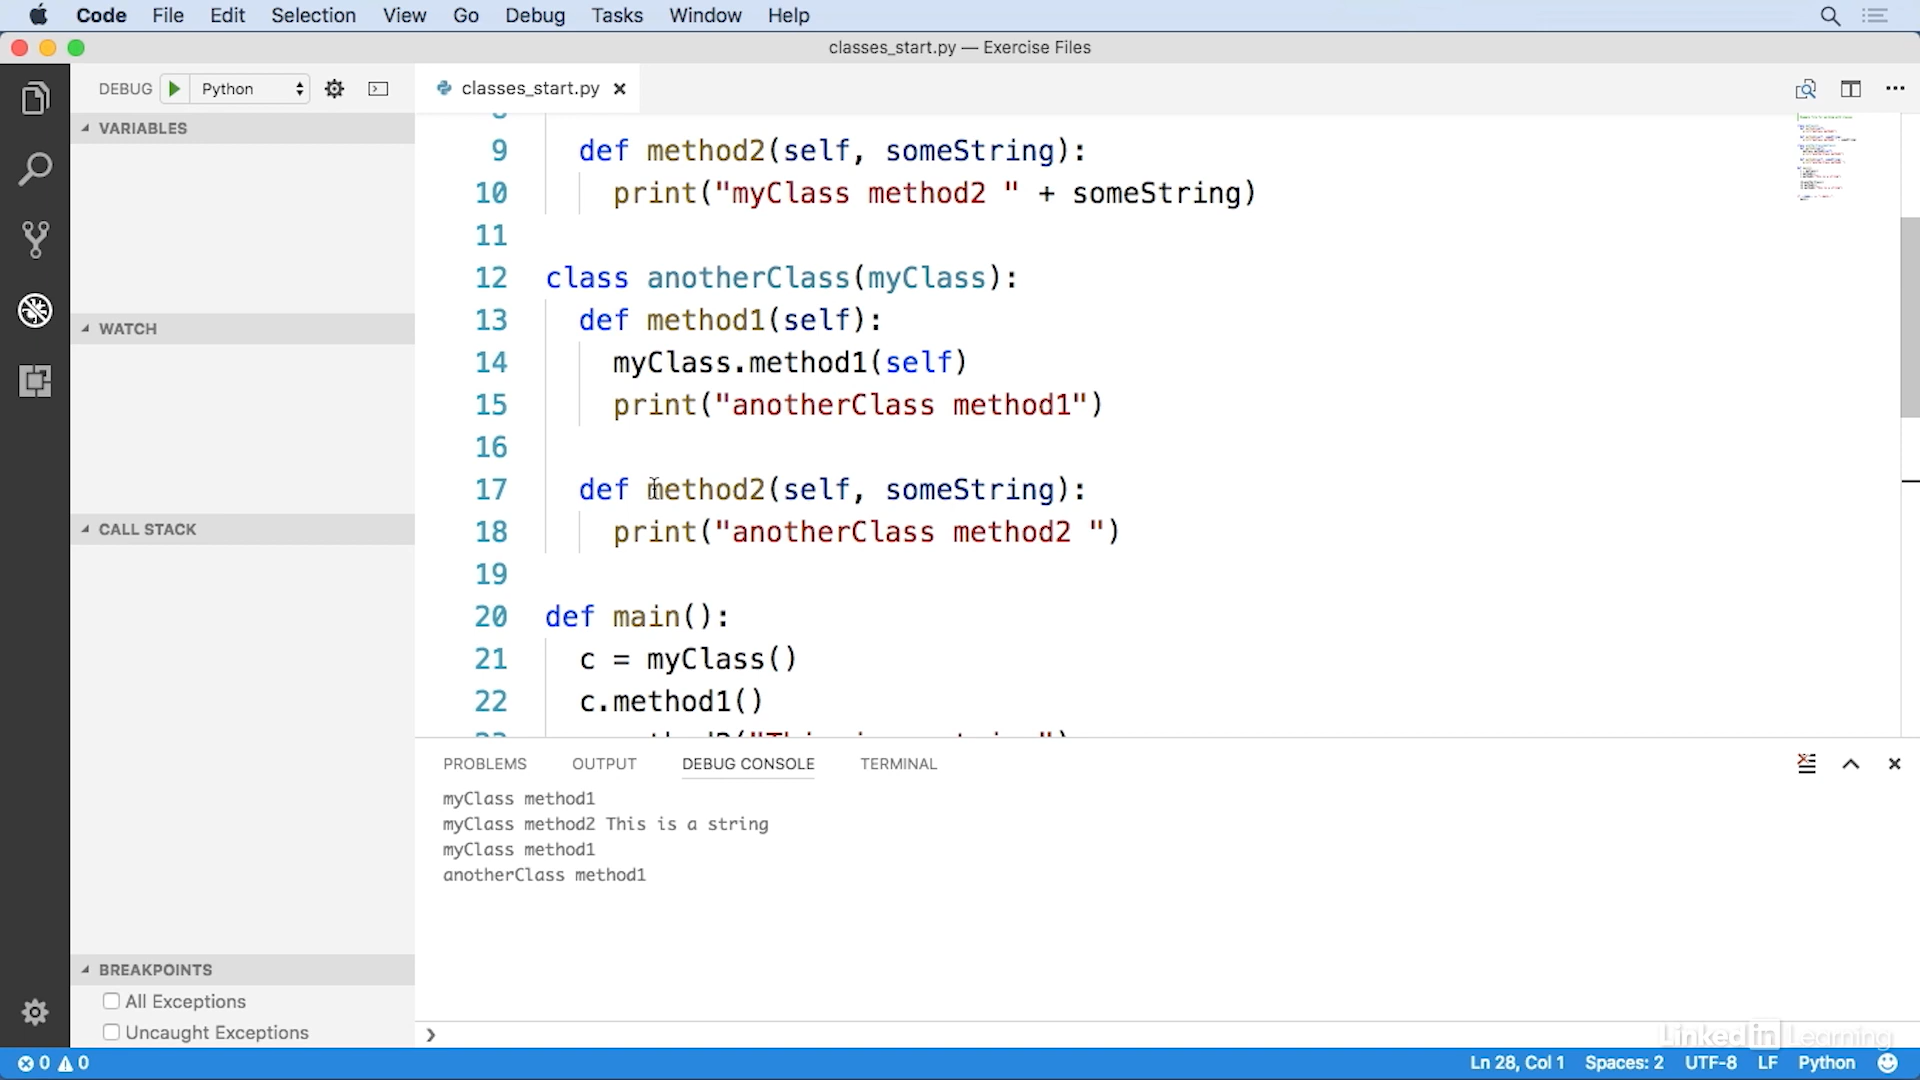 Code File Edit Selection View Go Debug Tasks Window Help
classes_start.py — Exercise Files
DEBUG Python
classes_start.py
VARIABLES
WATCH
CALL STACK
BREAKPOINTS
All Exceptions
Uncaught Exceptions
9 def method2(self, someString):
10 print("myClass method2 " + someString)
11
12 class anotherClass(myClass):
13 def method1(self):
14 myClass.method1(self)
15 print("anotherClass method1")
16
17 def method2(self, someString):
18 print("anotherClass method2 ")
19
20 def main():
21 c = myClass()
22 c.method1()
PROBLEMS OUTPUT DEBUG CONSOLE TERMINAL
myClass method1
myClass method2 This is a string
myClass method1
anotherClass method1
Linked in Learning
0 0 Ln 28, Col 1 Spaces: 2 UTF-8 LF Python